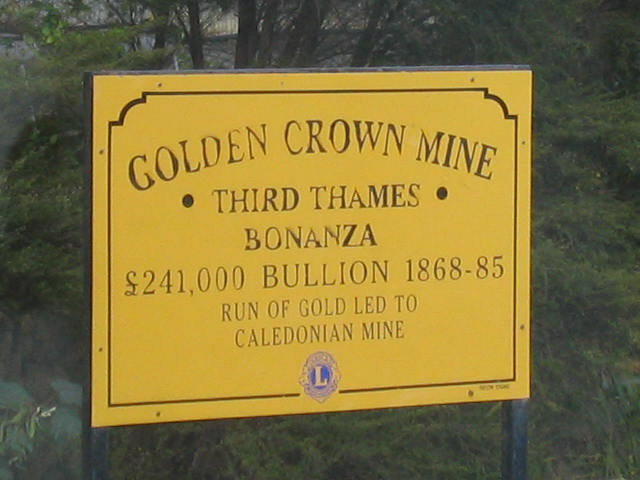 GOLDEN CROWN MINE
• THIRD THAMES •
BONANZA
£241,000 BULLION 1868-85
RUN OF GOLD LED TO
CALEDONIAN MINE
L